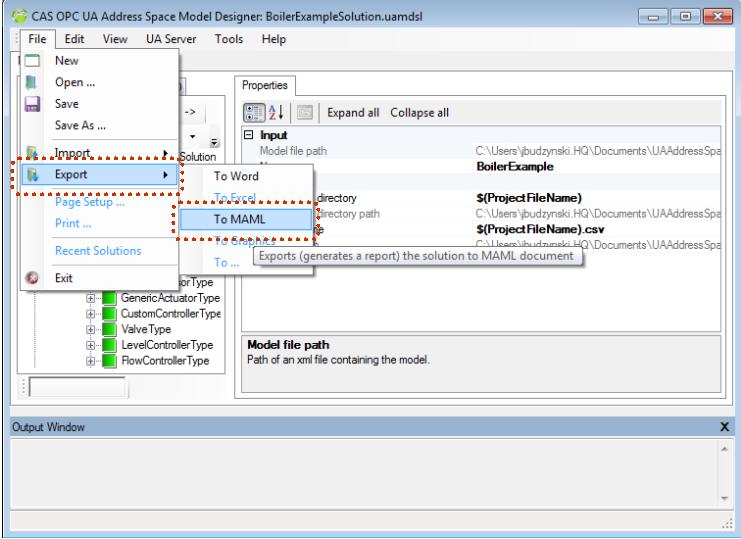 CAS OPC UA Address Space Model Designer: BoilerExampleSolution.uamdsl
File Edit View UA Server Tools Help
New
Open ...
Save
Save As ...
Import
Export
Page Setup ...
Print ...
Recent Solutions
Exit
To Word
To Excel
To MAML
To Graphics
To ...
Exports (generates a report) the solution to MAML document
->
Solution
GenericActuatorType
CustomControllerType
ValveType
LevelControllerType
FlowControllerType
Properties
Expand all Collapse all
Input
Model file path C:\Users\jbudzynski.HQ\Documents\UAAddressSpa
BoilerExample
directory $(ProjectFileName)
directory path C:\Users\jbudzynski.HQ\Documents\UAAddressSpa
$(ProjectFileName).csv
C:\Users\jbudzynski.HQ\Documents\UAAddressSpa
Model file path
Path of an xml file containing the model.
Output Window X